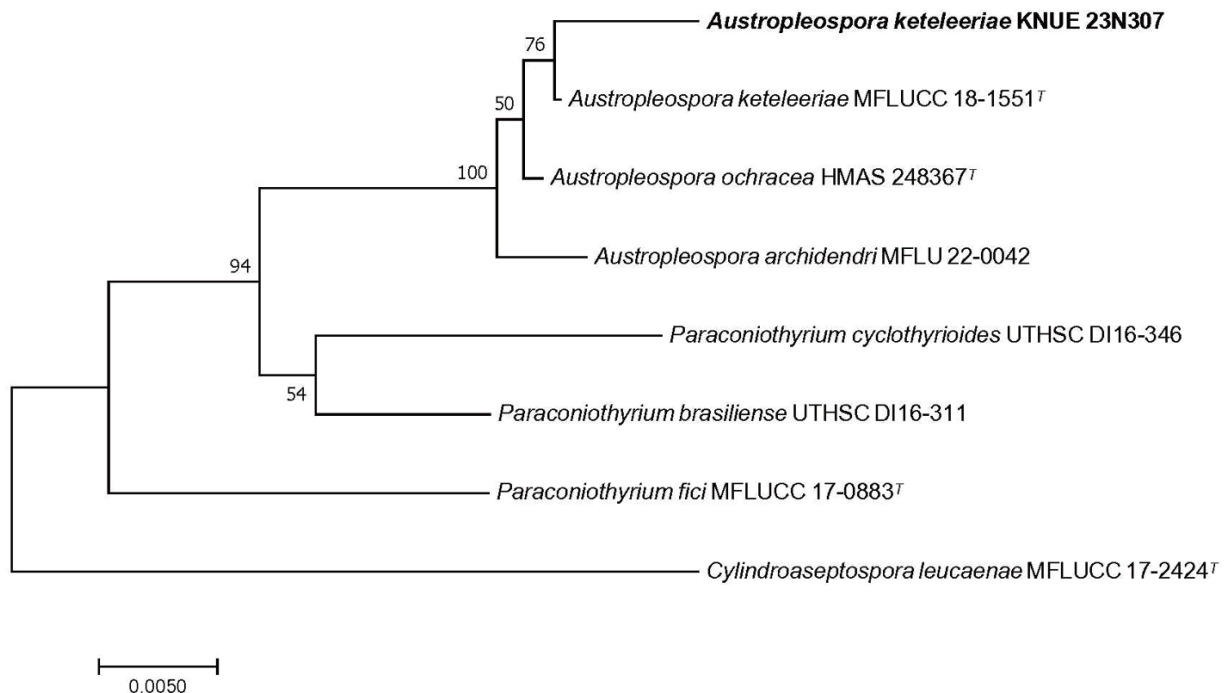 Austropleospora keteleeriae KNUE 23N307
76
Austropleospora keteleeriae MFLUCC 18-1551ᵀ
50
Austropleospora ochracea HMAS 248367ᵀ
100
Austropleospora archidendri MFLU 22-0042
94
Paraconiothyrium cyclothyrioides UTHSC DI16-346
54
Paraconiothyrium brasiliense UTHSC DI16-311
Paraconiothyrium fici MFLUCC 17-0883ᵀ
Cylindroaseptospora leucaenae MFLUCC 17-2424ᵀ
0.0050